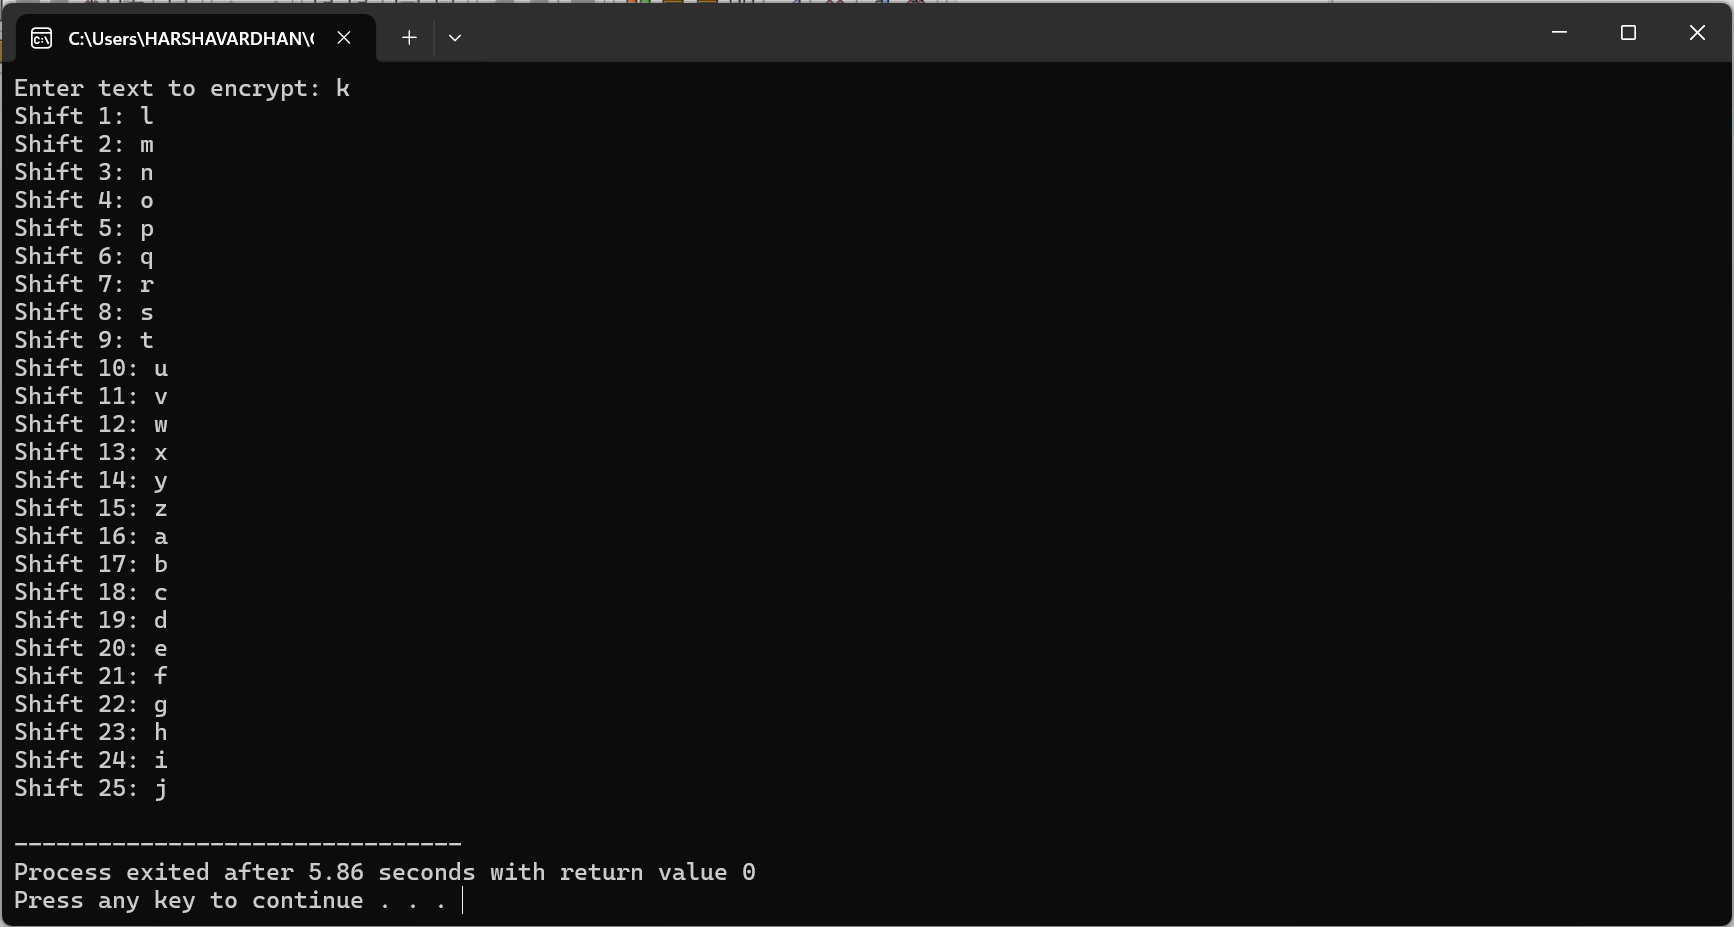 C:\Users\HARSHAVARDHAN\
Enter text to encrypt: k
Shift 1: l
Shift 2: m
Shift 3: n
Shift 4: o
Shift 5: p
Shift 6: q
Shift 7: r
Shift 8: s
Shift 9: t
Shift 10: u
Shift 11: v
Shift 12: w
Shift 13: x
Shift 14: y
Shift 15: z
Shift 16: a
Shift 17: b
Shift 18: c
Shift 19: d
Shift 20: e
Shift 21: f
Shift 22: g
Shift 23: h
Shift 24: i
Shift 25: j
--------------------------------
Process exited after 5.86 seconds with return value 0
Press any key to continue . . .